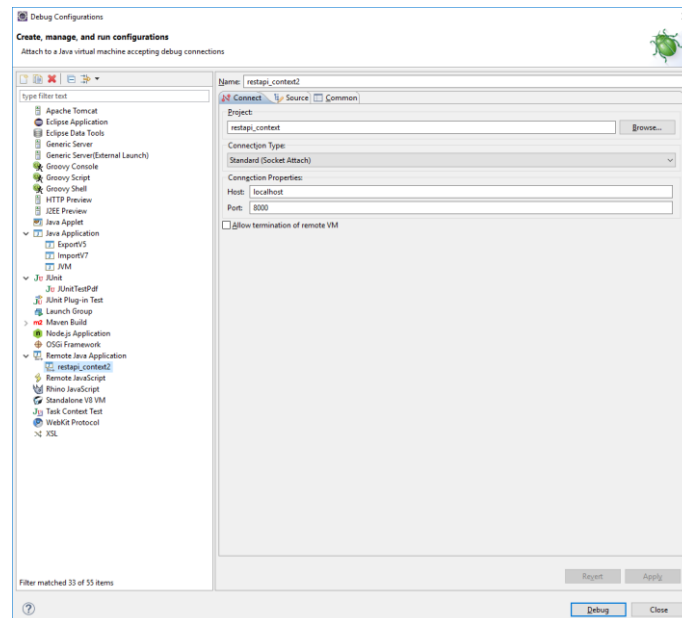 Debug Configurations
Create, manage, and run configurations
Attach to a Java virtual machine accepting debug connections
type filter text
Apache Tomcat
Eclipse Application
Eclipse Data Tools
Generic Server
Generic Server(External Launch)
Groovy Console
Groovy Script
Groovy Shell
HTTP Preview
J2EE Preview
Java Applet
Java Application
ExportV5
ImportV7
JVM
Ju JUnit
Ju JUnitTestPdf
JUnit Plug-in Test
Launch Group
m2 Maven Build
Node.js Application
OSGi Framework
Remote Java Application
restapi_context2
Remote JavaScript
Rhino JavaScript
Standalone V8 VM
Task Context Test
WebKit Protocol
XSL
Filter matched 33 of 55 items
Name: restapi_context2
Connect Source Common
Project:
restapi_context Browse...
Connection Type:
Standard (Socket Attach)
Connection Properties:
Host: localhost
Port: 8000
Allow termination of remote VM
Revert Apply
Debug Close